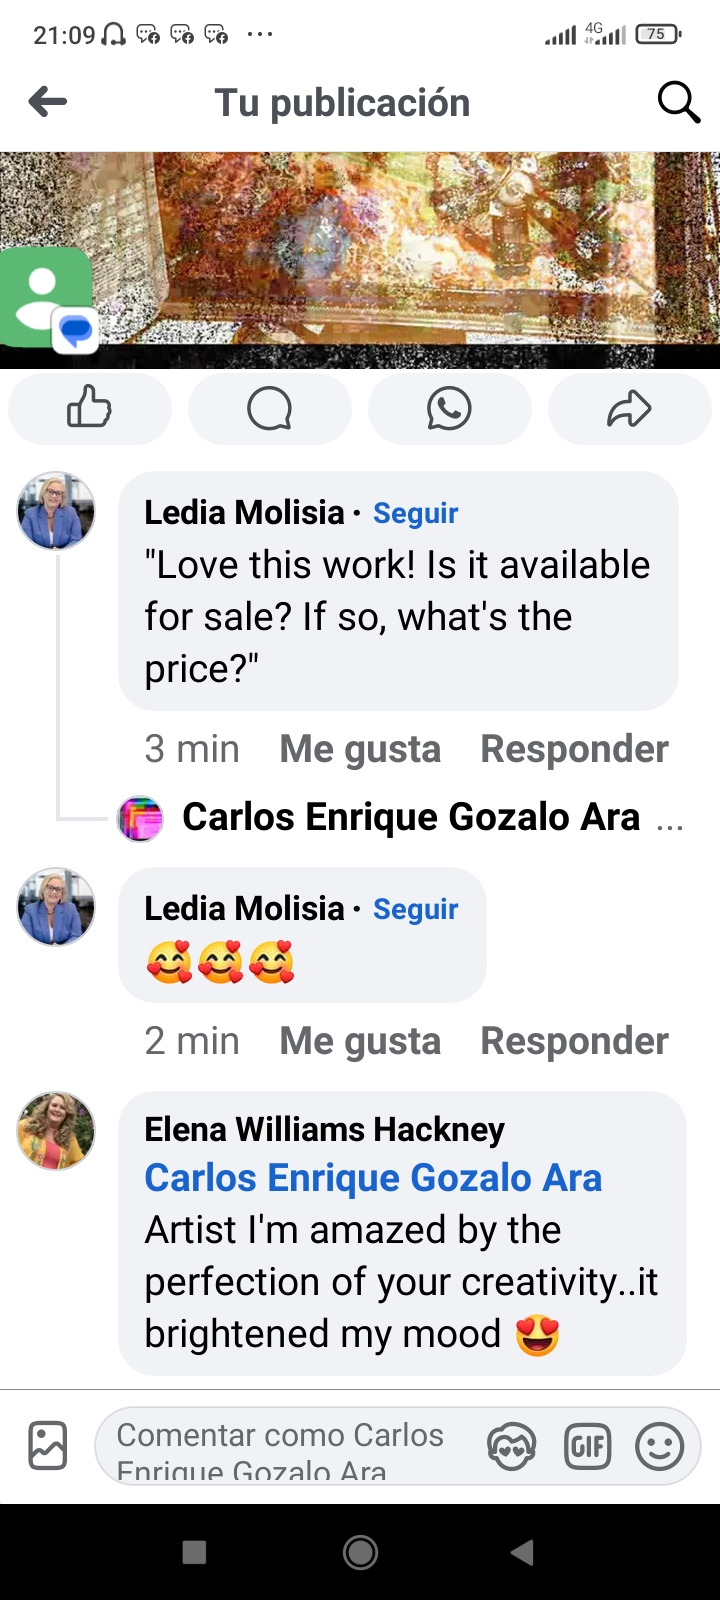 21:09
4G
75
Tu publicación
Ledia Molisia · Seguir
"Love this work! Is it available
for sale? If so, what's the
price?"
3 min Me gusta Responder
Carlos Enrique Gozalo Ara ...
Ledia Molisia · Seguir
🥰🥰🥰
2 min Me gusta Responder
Elena Williams Hackney
Carlos Enrique Gozalo Ara
Artist I'm amazed by the
perfection of your creativity..it
brightened my mood 😍
Comentar como Carlos
Enrique Gozalo Ara
GIF